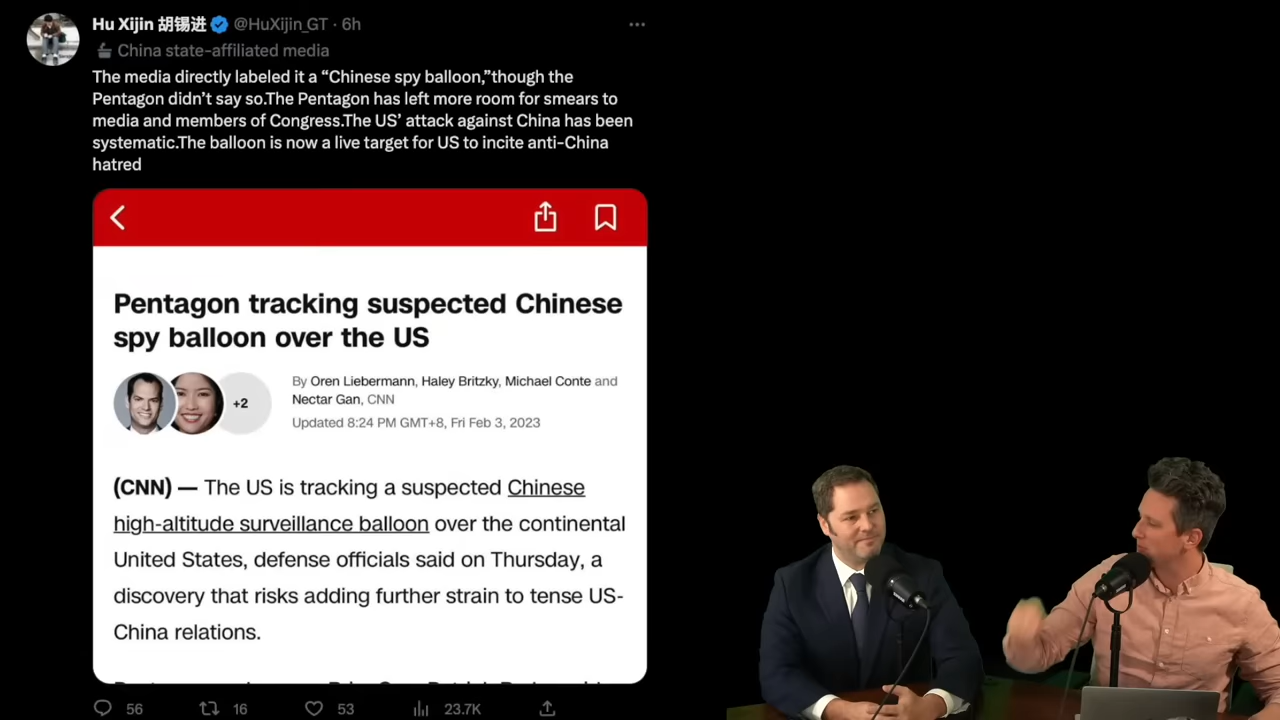 Hu Xijin 胡锡进 @HuXijin_GT · 6h
China state-affiliated media
The media directly labeled it a “Chinese spy balloon,”though the
Pentagon didn’t say so.The Pentagon has left more room for smears to
media and members of Congress.The US’ attack against China has been
systematic.The balloon is now a live target for US to incite anti-China
hatred
Pentagon tracking suspected Chinese
spy balloon over the US
+2
By Oren Liebermann, Haley Britzky, Michael Conte and
Nectar Gan, CNN
Updated 8:24 PM GMT+8, Fri Feb 3, 2023
(CNN) — The US is tracking a suspected Chinese
high-altitude surveillance balloon over the continental
United States, defense officials said on Thursday, a
discovery that risks adding further strain to tense US-
China relations.
56 16 53 23.7K